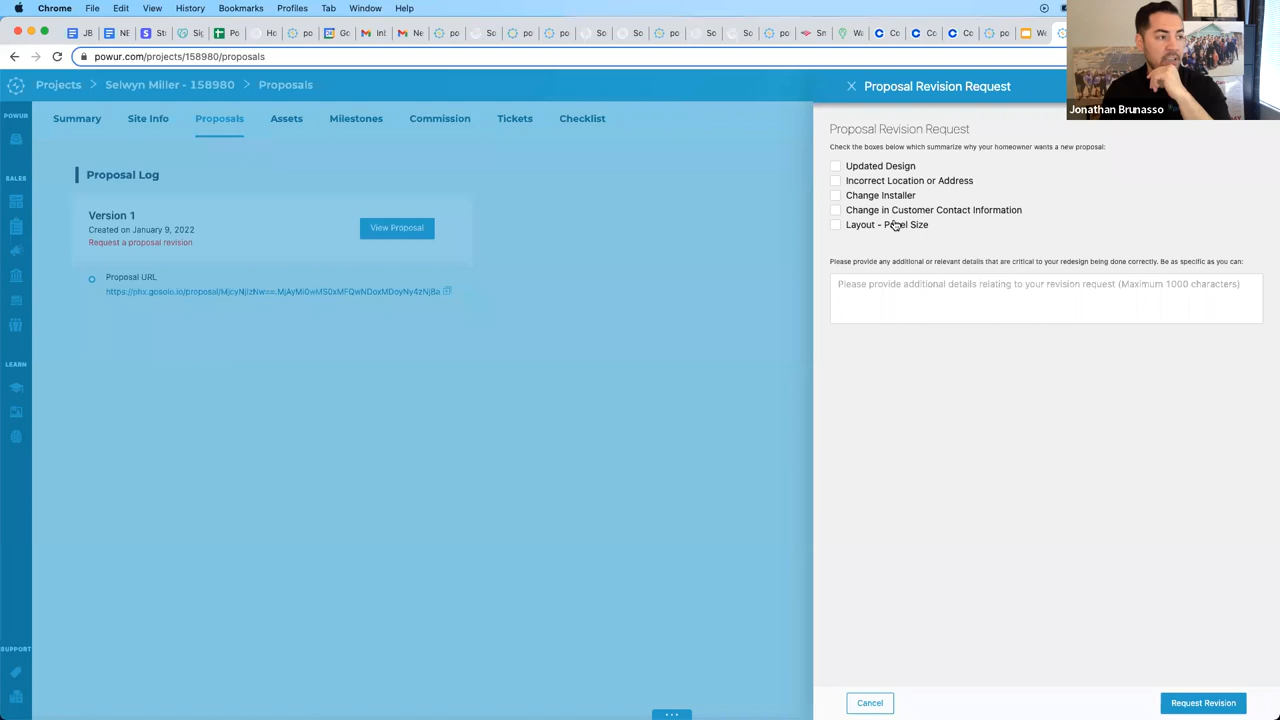 Chrome File Edit View History Bookmarks Profiles Tab Window Help
powur.com/projects/158980/proposals
Projects Selwyn Miller - 158980 Proposals
Proposal Revision Request
Jonathan Brunasso
POWUR
SALES
LEARN
SUPPORT
Summary Site Info Proposals Assets Milestones Commission Tickets Checklist
Proposal Log
Version 1
Created on January 9, 2022
Request a proposal revision
View Proposal
Proposal URL
Proposal Revision Request
Check the boxes below which summarize why your homeowner wants a new proposal:
Updated Design
Incorrect Location or Address
Change Installer
Change in Customer Contact Information
Layout - Panel Size
Please provide any additional or relevant details that are critical to your redesign being done correctly. Be as specific as you can:
Please provide additional details relating to your revision request (Maximum 1000 characters)
Cancel
Request Revision